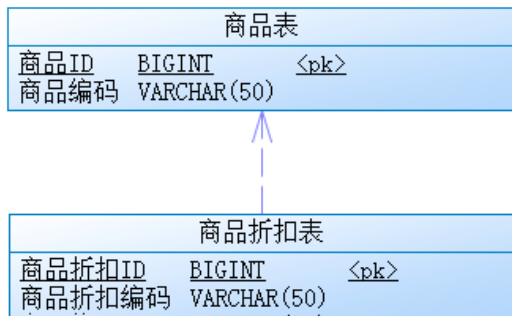 商品表
商品ID BIGINT <pk>
商品编码 VARCHAR(50)
商品折扣表
商品折扣ID BIGINT <pk>
商品折扣编码 VARCHAR(50)